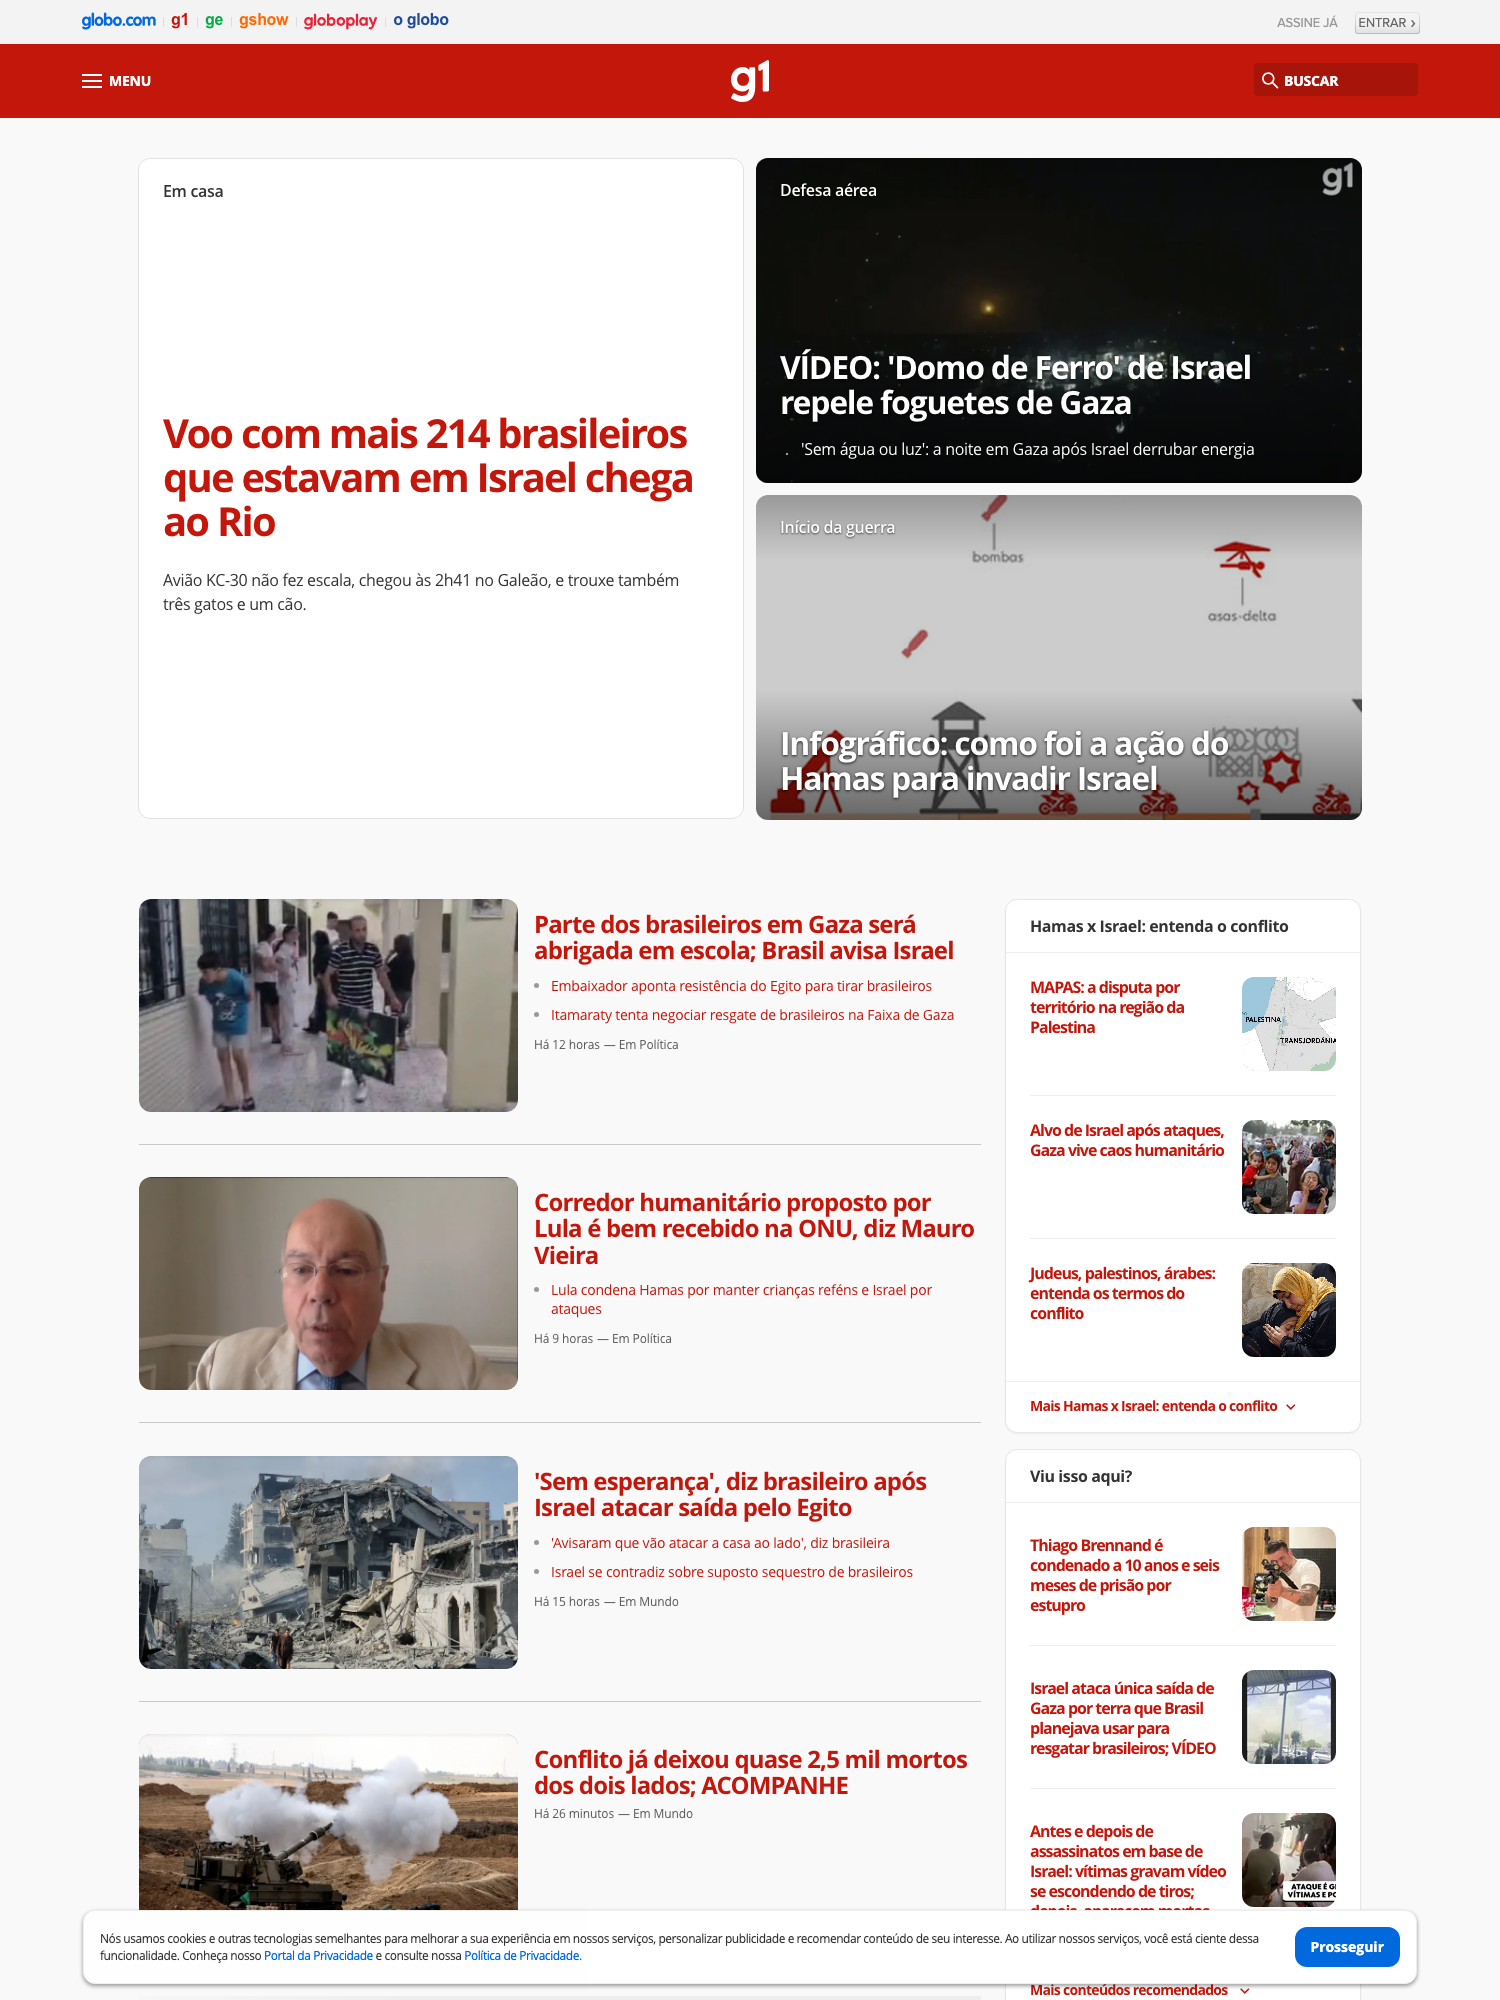 globo.com g1 ge gshow globoplay o globo
ASSINE JÁ ENTRAR ›
MENU
g1
BUSCAR
Em casa
Voo com mais 214 brasileiros
que estavam em Israel chega
ao Rio
Avião KC-30 não fez escala, chegou às 2h41 no Galeão, e trouxe também
três gatos e um cão.
Defesa aérea
g1
VÍDEO: 'Domo de Ferro' de Israel
repele foguetes de Gaza
. 'Sem água ou luz': a noite em Gaza após Israel derrubar energia
Início da guerra
bombas
asas-delta
Infográfico: como foi a ação do
Hamas para invadir Israel
Parte dos brasileiros em Gaza será
abrigada em escola; Brasil avisa Israel
• Embaixador aponta resistência do Egito para tirar brasileiros
• Itamaraty tenta negociar resgate de brasileiros na Faixa de Gaza
Há 12 horas — Em Política
Corredor humanitário proposto por
Lula é bem recebido na ONU, diz Mauro
Vieira
• Lula condena Hamas por manter crianças reféns e Israel por
ataques
Há 9 horas — Em Política
'Sem esperança', diz brasileiro após
Israel atacar saída pelo Egito
• 'Avisaram que vão atacar a casa ao lado', diz brasileira
• Israel se contradiz sobre suposto sequestro de brasileiros
Há 15 horas — Em Mundo
Conflito já deixou quase 2,5 mil mortos
dos dois lados; ACOMPANHE
Há 26 minutos — Em Mundo
Hamas x Israel: entenda o conflito
MAPAS: a disputa por
território na região da
Palestina
PALESTINA
TRANSJORDÂNIA
Alvo de Israel após ataques,
Gaza vive caos humanitário
Judeus, palestinos, árabes:
entenda os termos do
conflito
Mais Hamas x Israel: entenda o conflito
Viu isso aqui?
Thiago Brennand é
condenado a 10 anos e seis
meses de prisão por
estupro
Israel ataca única saída de
Gaza por terra que Brasil
planejava usar para
resgatar brasileiros; VÍDEO
Antes e depois de
assassinatos em base de
Israel: vítimas gravam vídeo
se escondendo de tiros;
depois, aparecem mortas
ATAQUE É G
VÍTIMAS E PO
Nós usamos cookies e outras tecnologias semelhantes para melhorar a sua experiência em nossos serviços, personalizar publicidade e recomendar conteúdo de seu interesse. Ao utilizar nossos serviços, você está ciente dessa
funcionalidade. Conheça nosso Portal da Privacidade e consulte nossa Política de Privacidade.
Prosseguir
Mais conteúdos recomendados